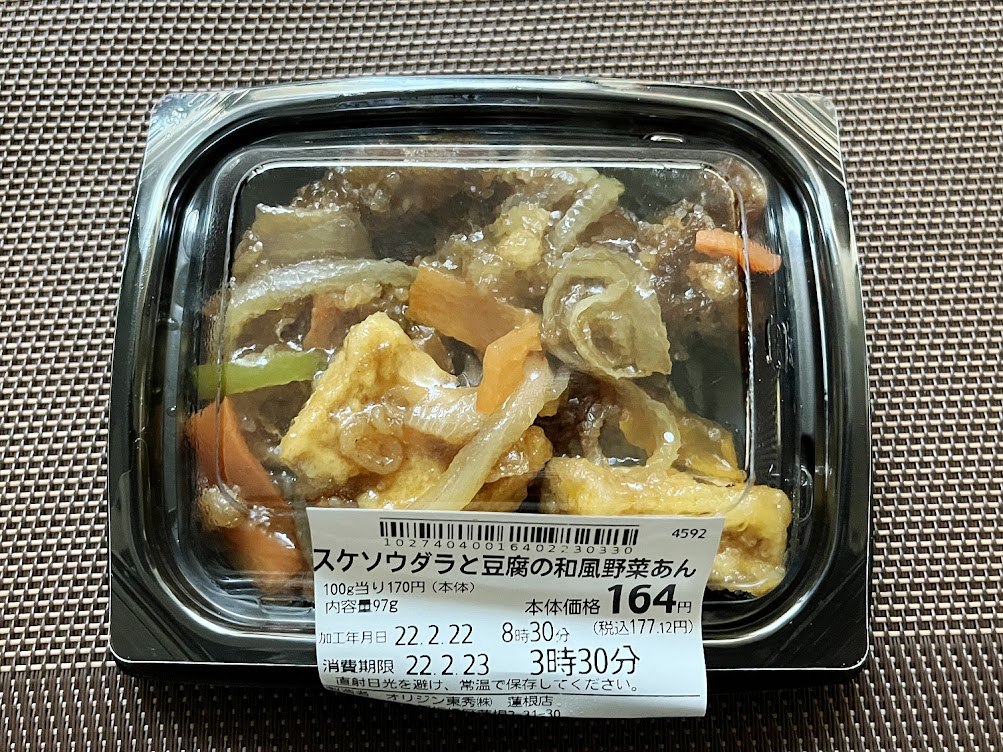 1027404001640223033​0 4592
スケソウダラと豆腐の和風野菜あん
100g当り170円(本体)
内容量97g 本体価格164円
(税込177.12円)
加工年月日 22.2.22 8時30分
消費期限 22.2.23 3時30分
直射日光を避け、常温で保存してください。
オリジン東秀(株) 蓮根店